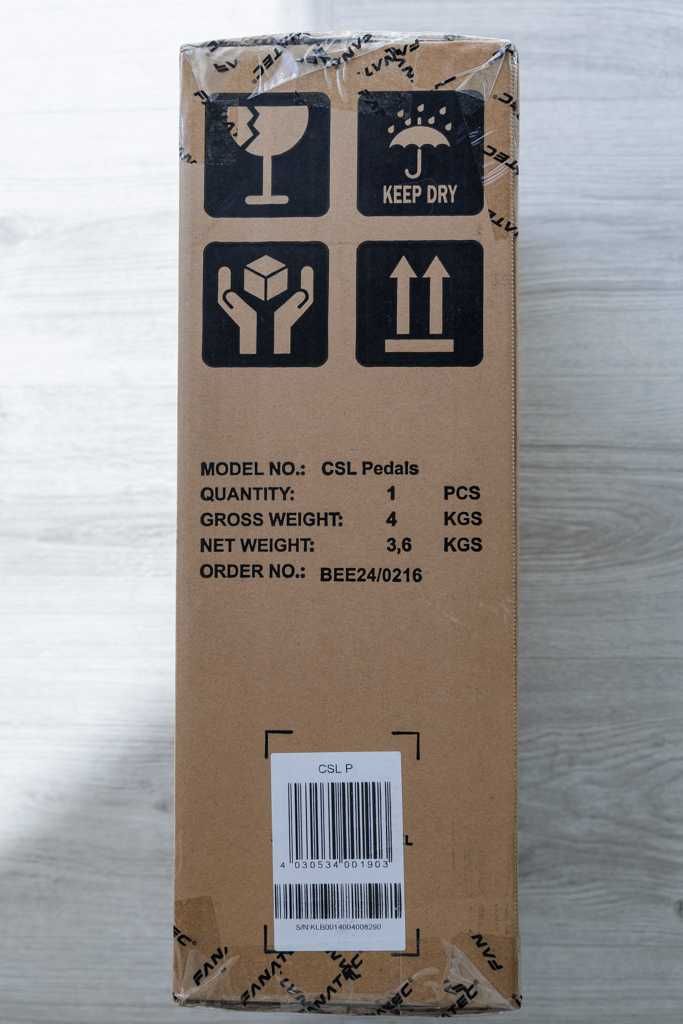 FANATEC
KEEP DRY
MODEL NO.: CSL Pedals
QUANTITY: 1 PCS
GROSS WEIGHT: 4 KGS
NET WEIGHT: 3,6 KGS
ORDER NO.: BEE24/0216
CSL P
L
4 030534 001903
S/N:KLB0014004008290
FANATEC